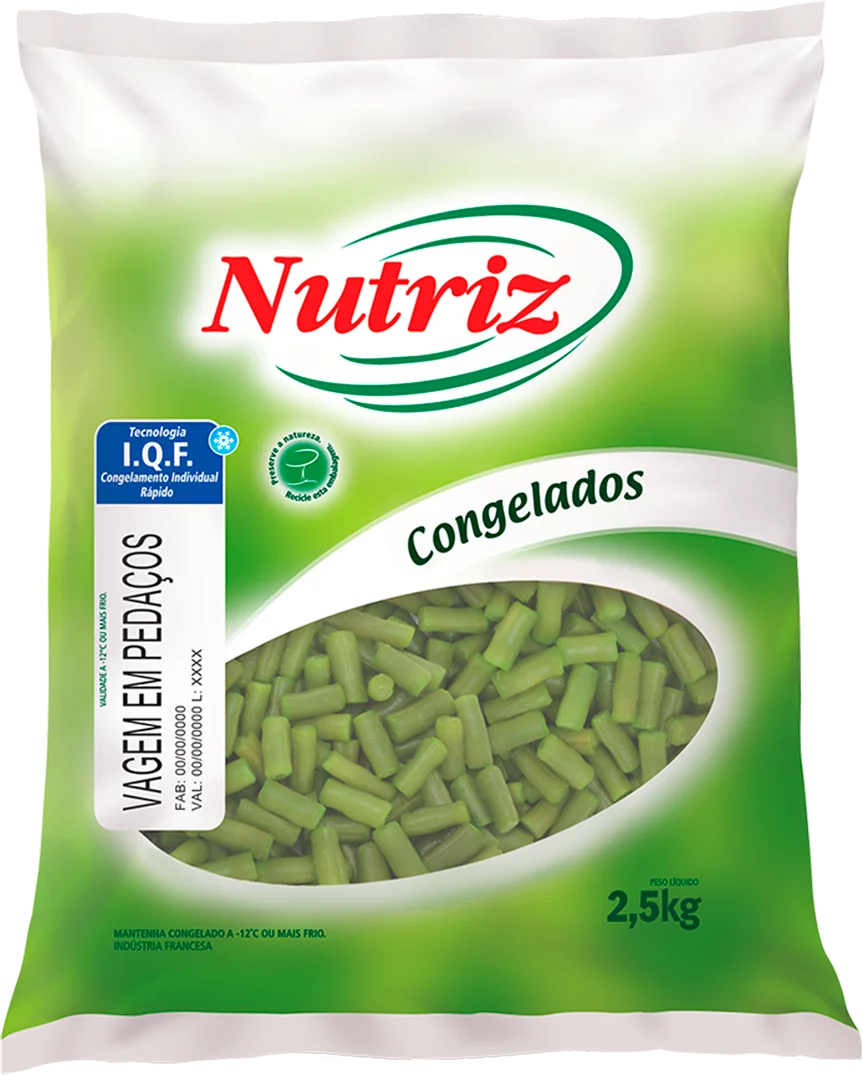 Nutriz
Tecnologia
I.Q.F.
Congelamento Individual
Rápido
Preserve a natureza.
Recicle esta embalagem.
Congelados
VAGEM EM PEDAÇOS
FAB: 00/00/0000
VAL: 00/00/0000 L: XXXX
VALIDADE A -12°C OU MAIS FRIO.
PESO LÍQUIDO
2,5kg
MANTENHA CONGELADO A -12°C OU MAIS FRIO.
INDÚSTRIA FRANCESA